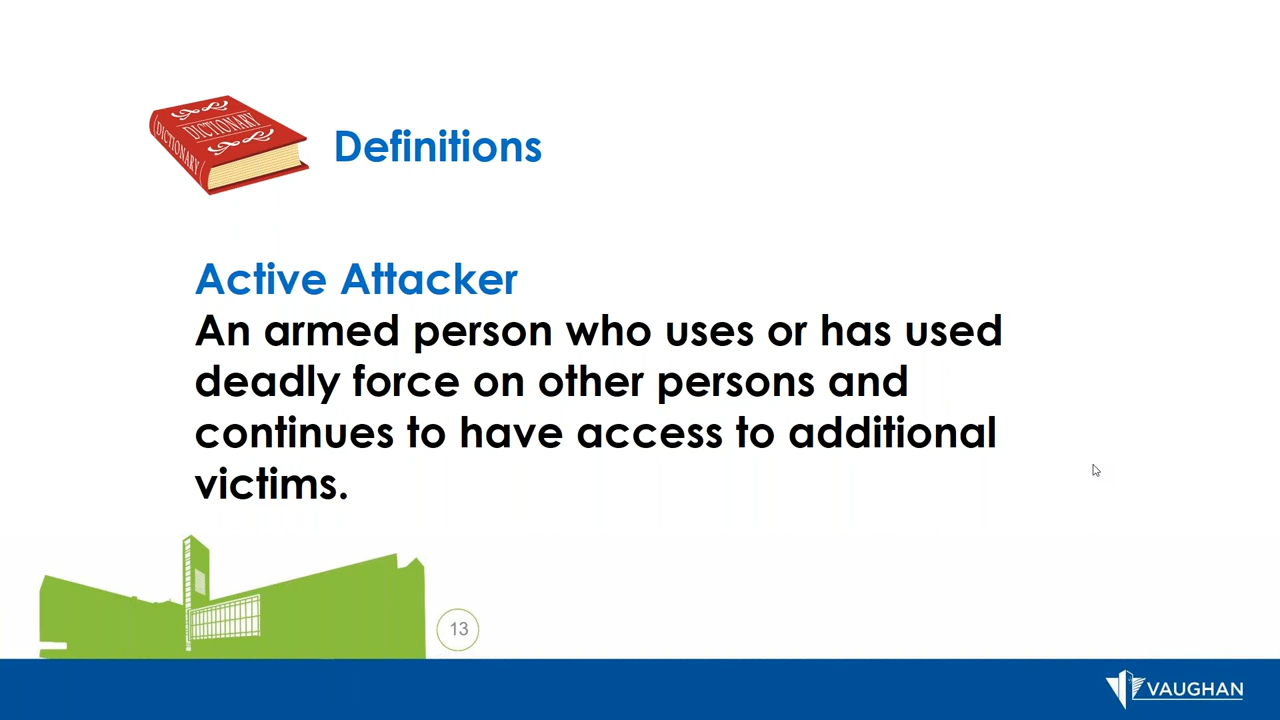 DICTIONARY
DICTIONARY
Definitions
Active Attacker
An armed person who uses or has used
deadly force on other persons and
continues to have access to additional
victims.
13
VAUGHAN